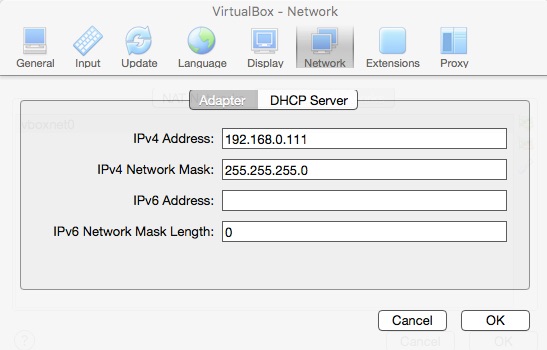 VirtualBox - Network
General Input Update Language Display Network Extensions Proxy
Adapter DHCP Server
vboxnet0
IPv4 Address: 192.168.0.111
IPv4 Network Mask: 255.255.255.0
IPv6 Address:
IPv6 Network Mask Length: 0
Cancel OK
? Cancel OK